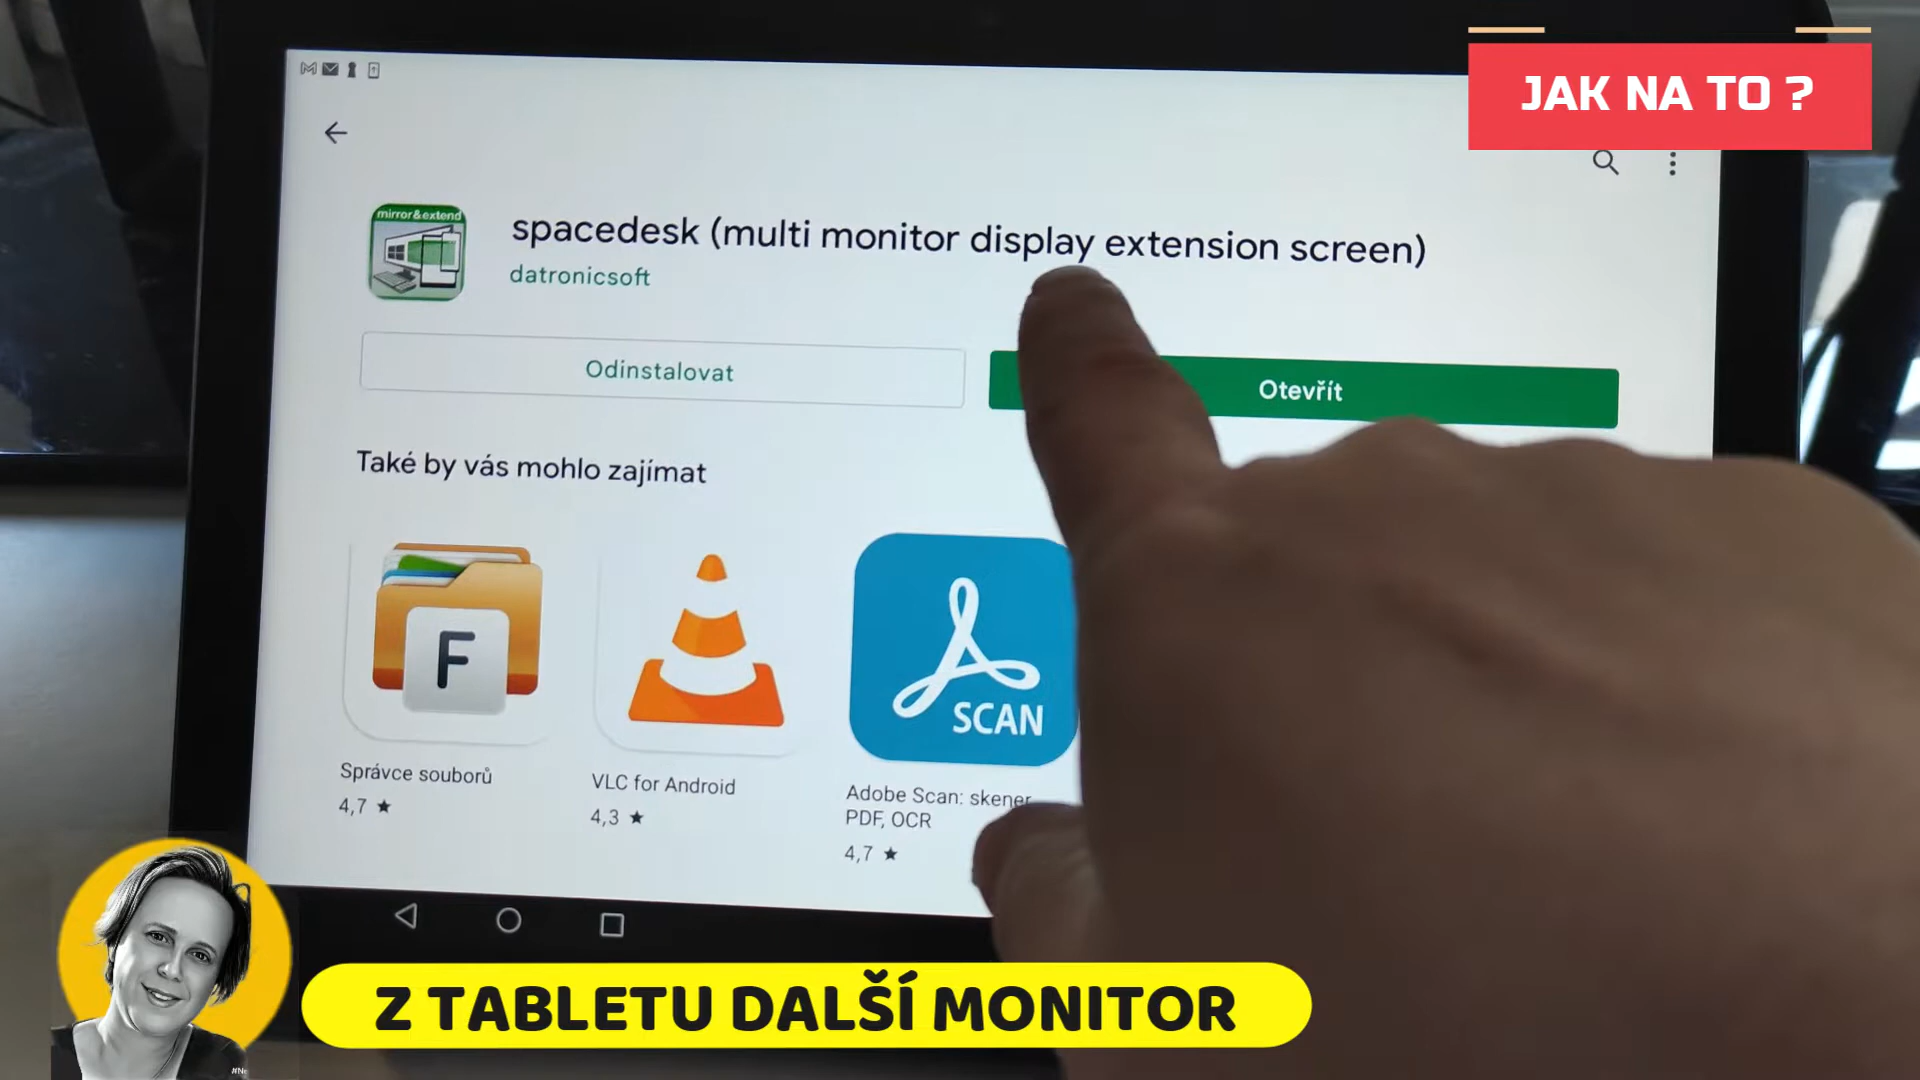 JAK NA TO ?
mirror&extend
spacedesk (multi monitor display extension screen)
datronicsoft
Odinstalovat
Otevřít
Také by vás mohlo zajímat
F
SCAN
Správce souborů
4,7 ★
VLC for Android
4,3 ★
Adobe Scan: skener
PDF, OCR
4,7 ★
Z TABLETU DALŠÍ MONITOR